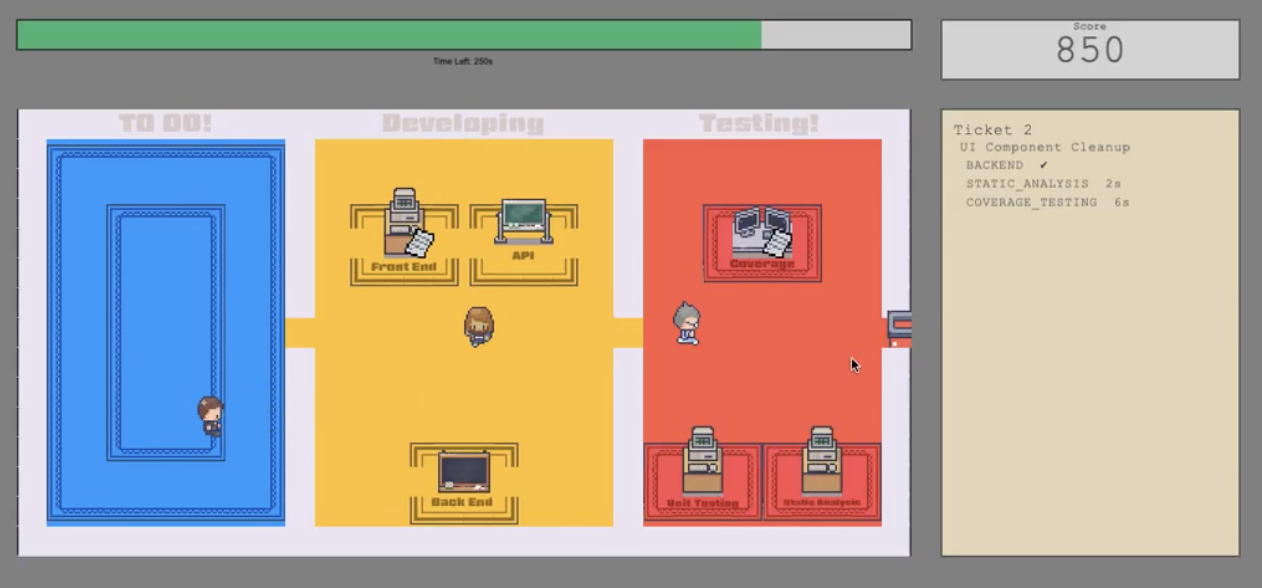 Time Left: 250s
Score
850
TO DO!
Developing
Testing!
Front End
API
Coverage
Back End
Unit Testing
Static Analysis
Ticket 2
UI Component Cleanup
BACKEND ✔
STATIC_ANALYSIS 2s
COVERAGE_TESTING 6s